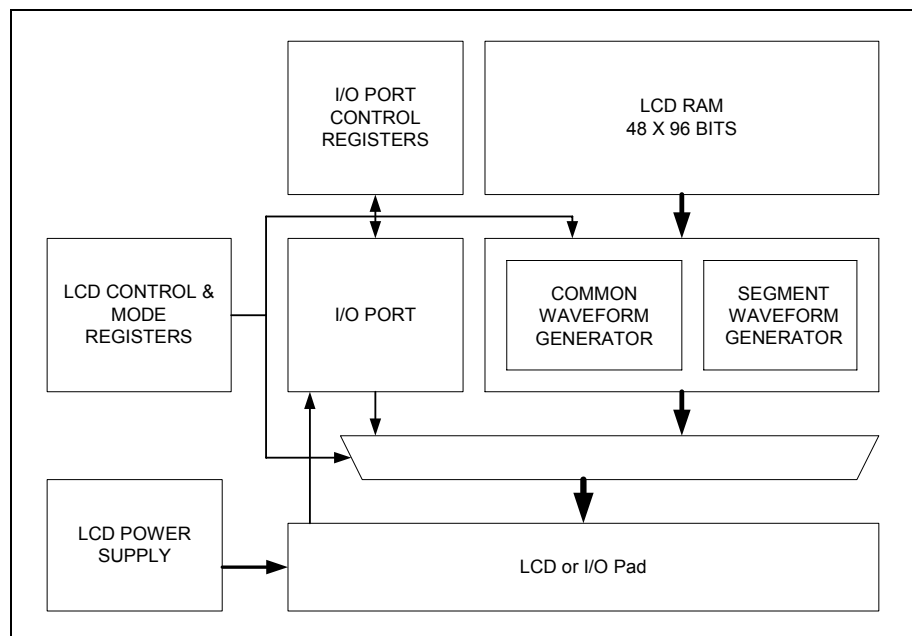 I/O PORT
CONTROL
REGISTERS
LCD RAM
48 X 96 BITS
LCD CONTROL &
MODE
REGISTERS
I/O PORT
COMMON
WAVEFORM
GENERATOR
SEGMENT
WAVEFORM
GENERATOR
LCD POWER
SUPPLY
LCD or I/O Pad